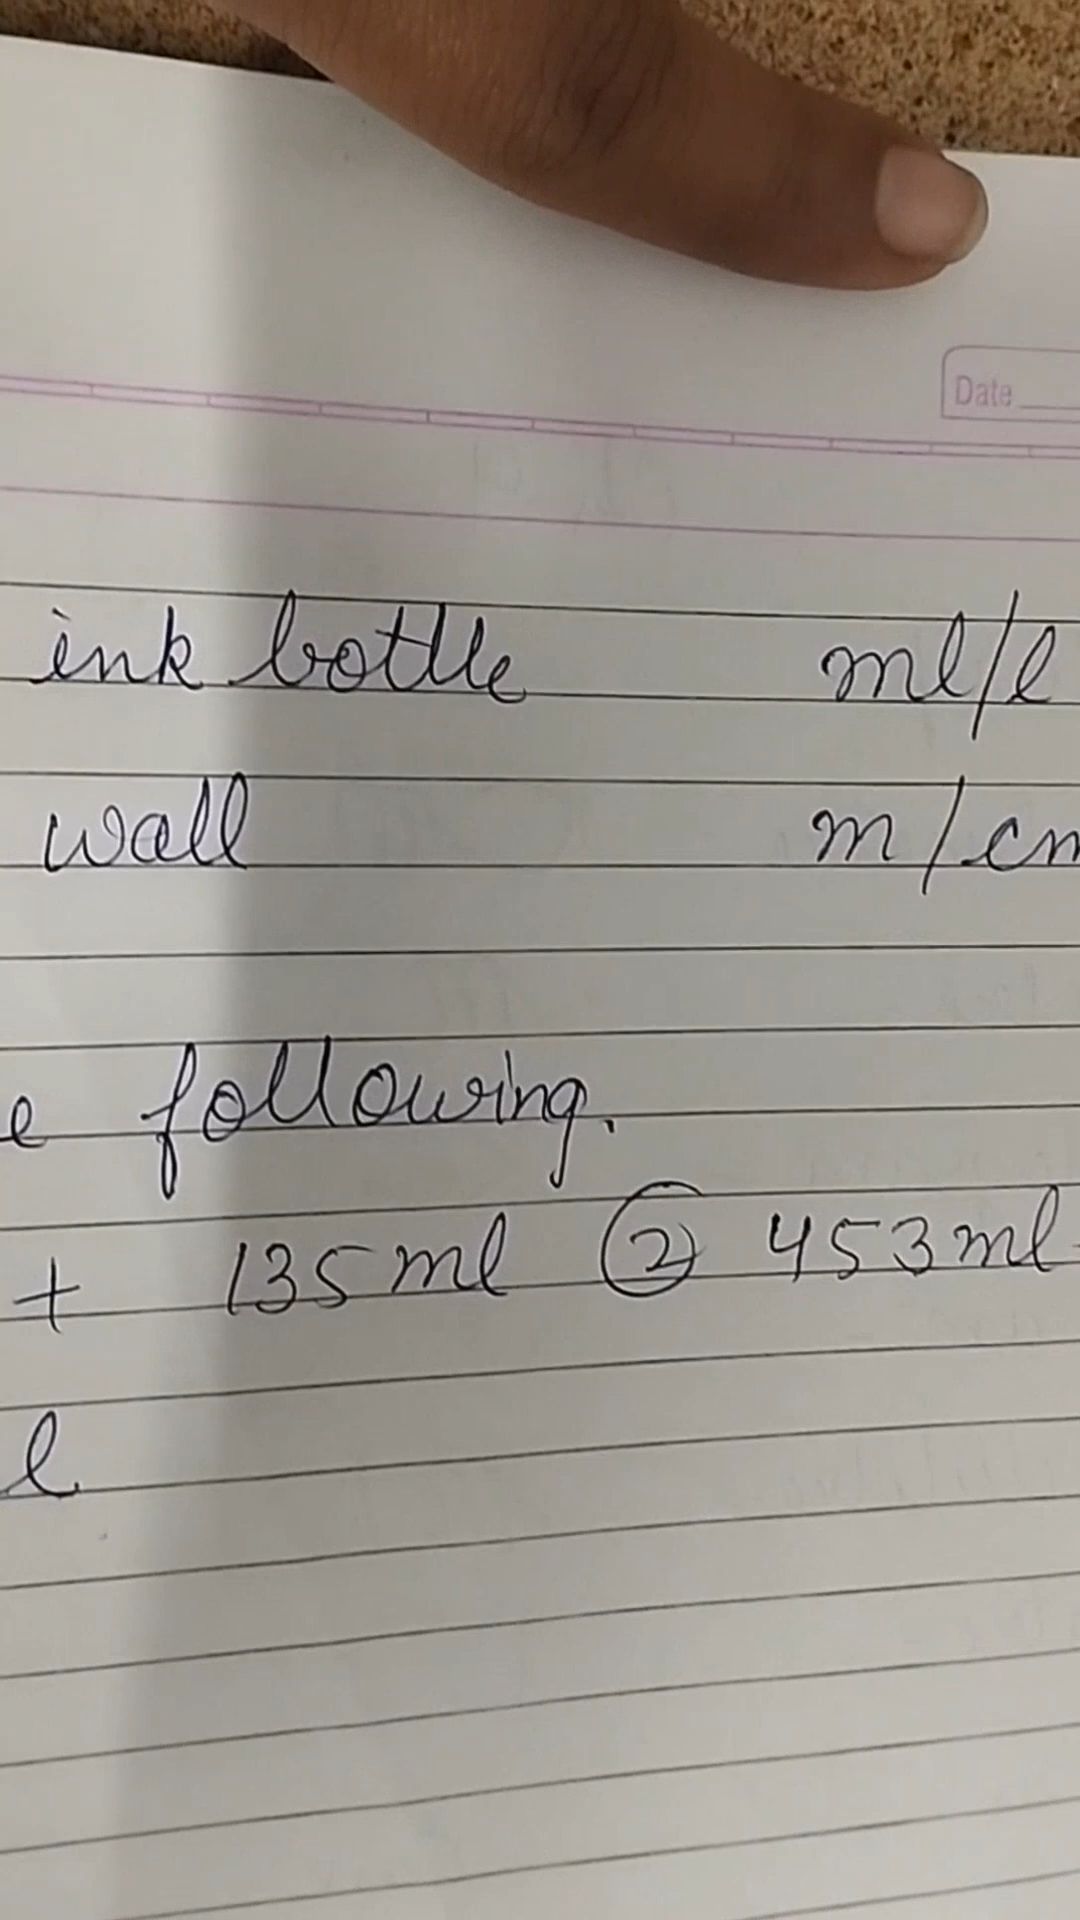 Date
ink bottle ml/l
wall m/cm
e following.
+ 135 ml ② 453 ml
l